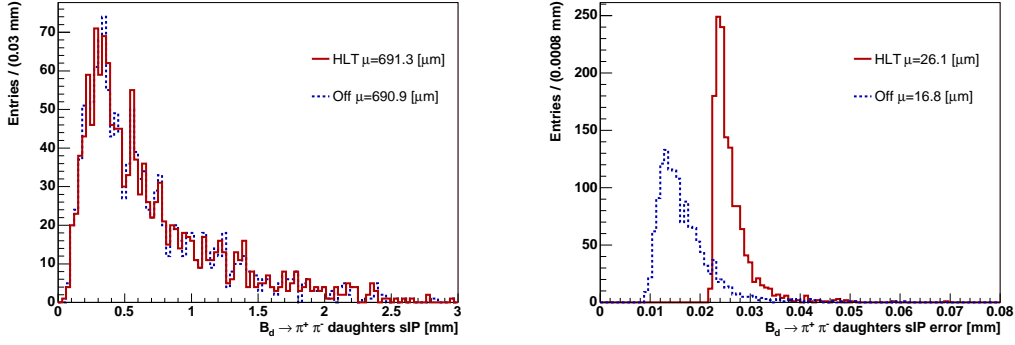 Entries / (0.03 mm)
70
60
50
40
30
20
10
0
HLT μ=691.3 [μm]
Off μ=690.9 [μm]
0 0.5 1 1.5 2 2.5 3
B_d → π⁺ π⁻ daughters sIP [mm]
Entries / (0.0008 mm)
250
200
150
100
50
0
HLT μ=26.1 [μm]
Off μ=16.8 [μm]
0 0.01 0.02 0.03 0.04 0.05 0.06 0.07 0.08
B_d → π⁺ π⁻ daughters sIP error [mm]